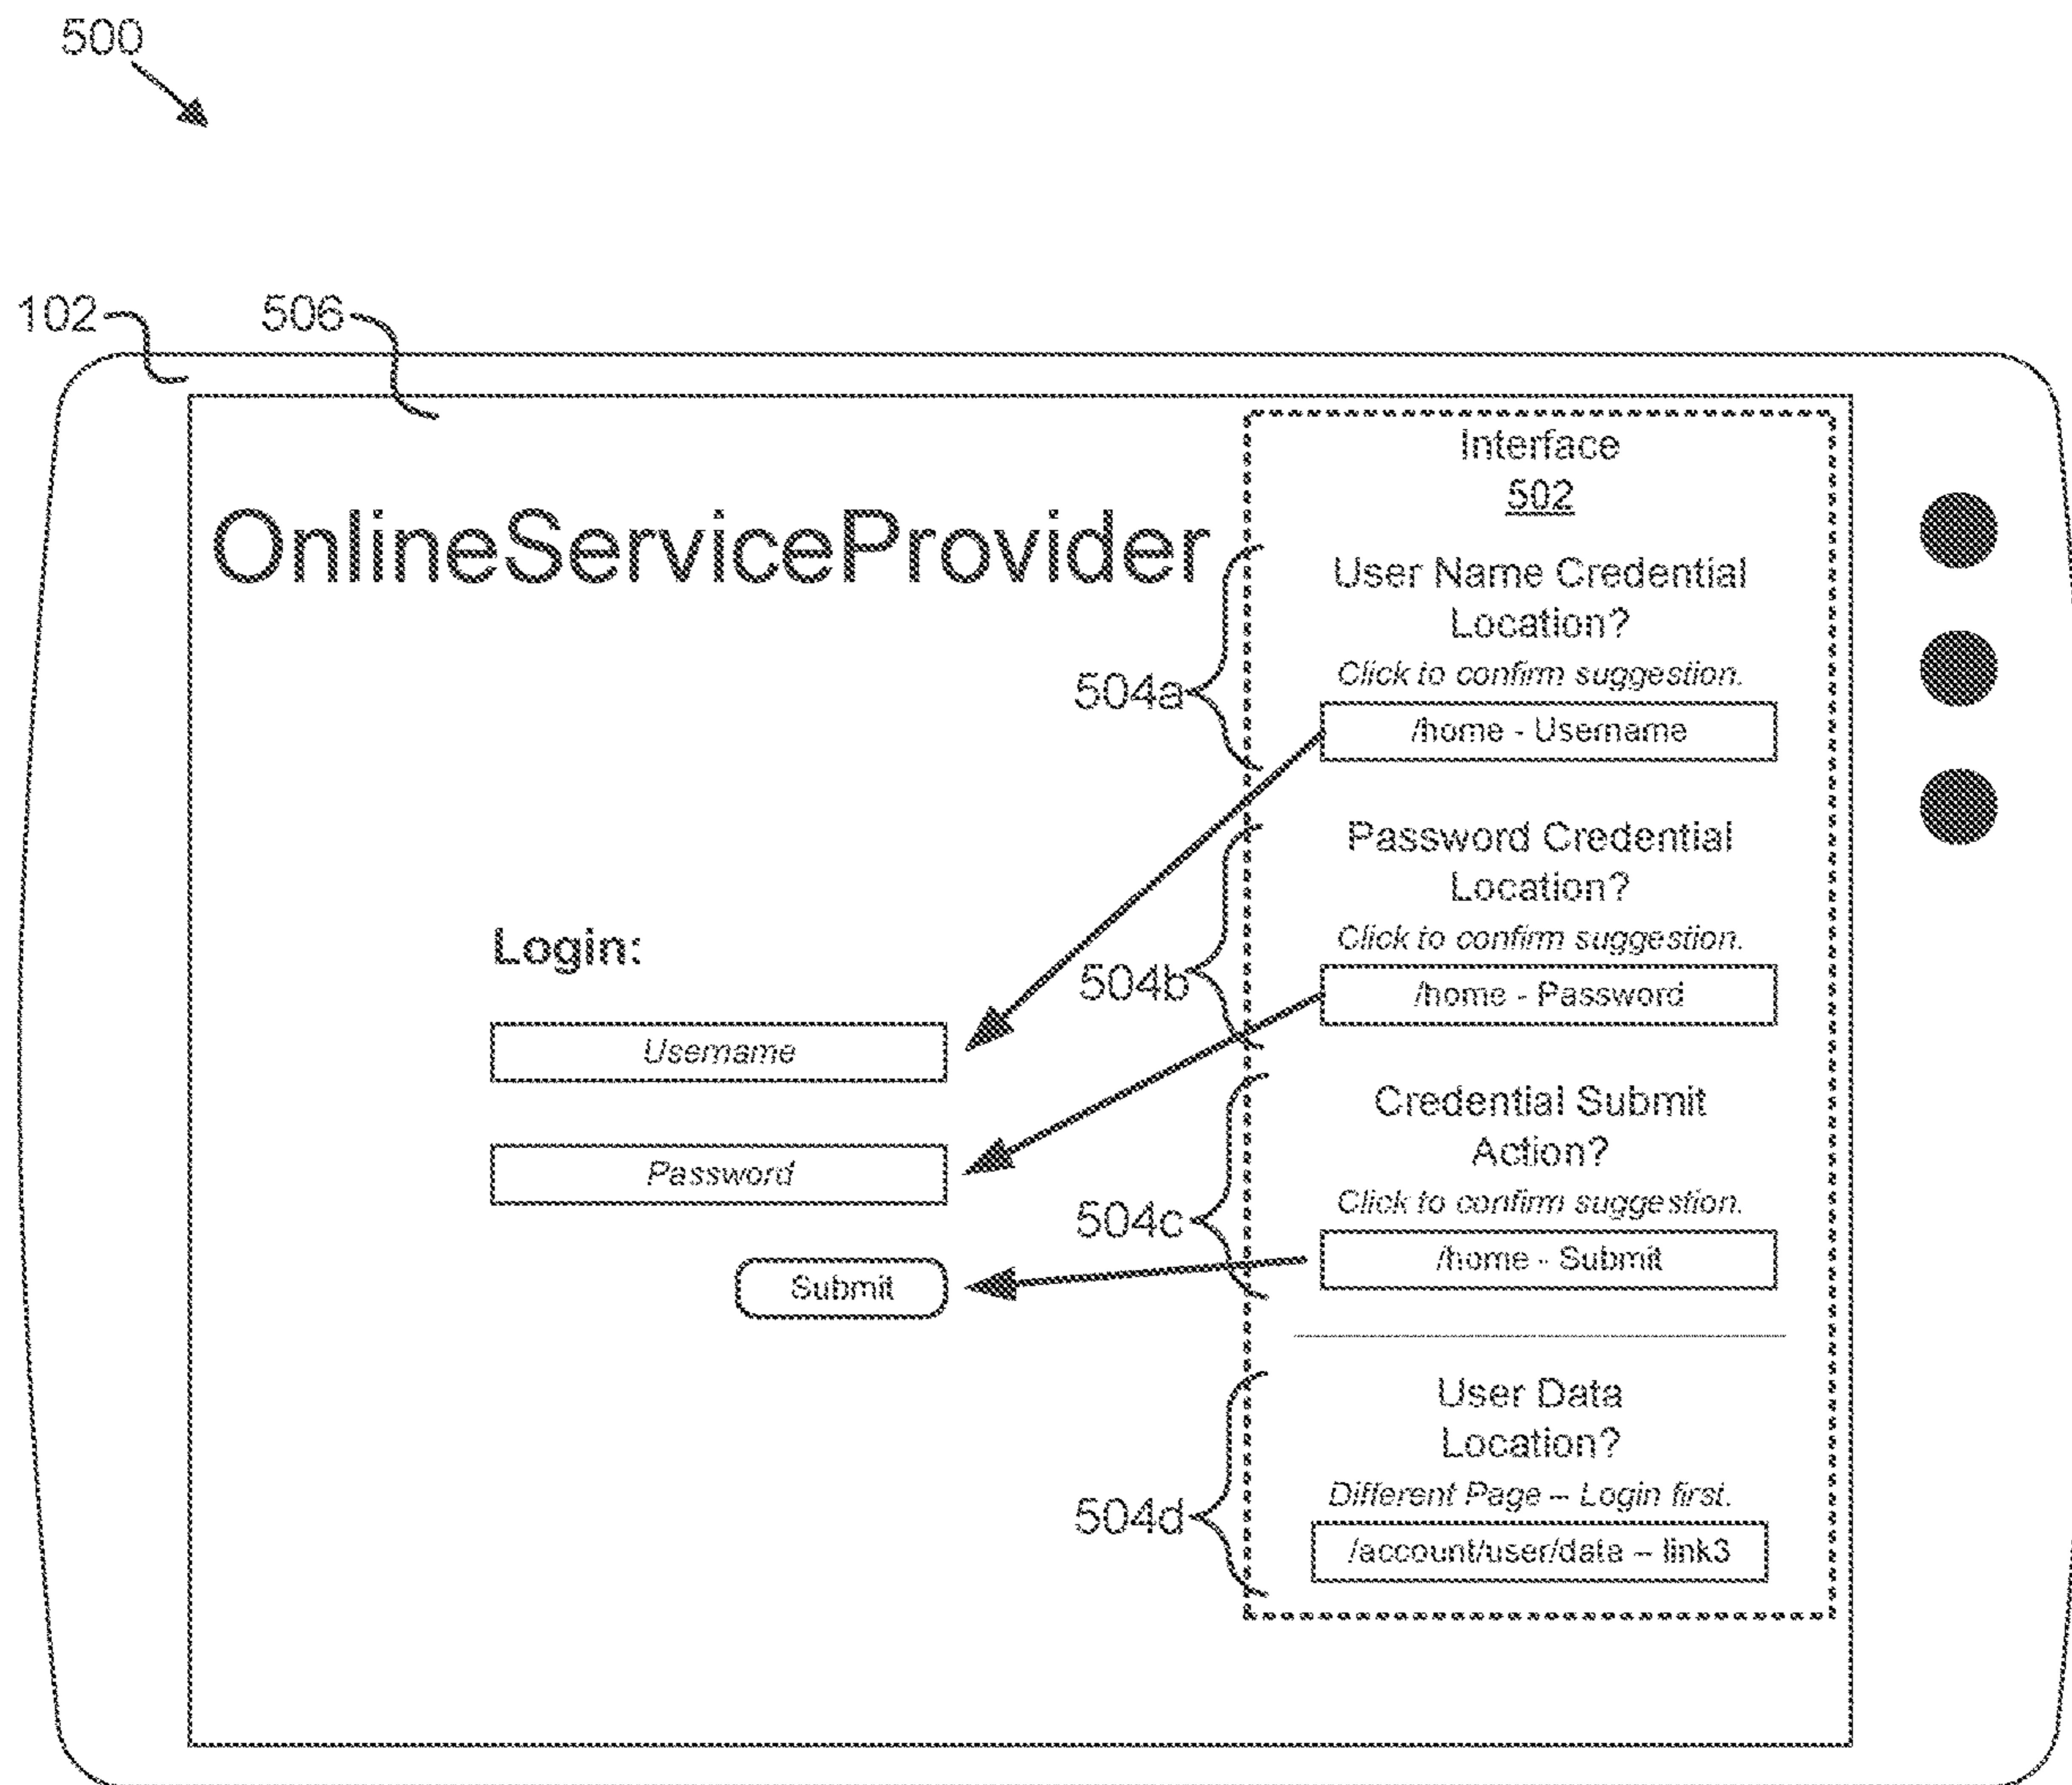 500
102
506
OnlineServiceProvider
Login:
Username
Password
Submit
Interface
502
504a
User Name Credential
Location?
Click to confirm suggestion.
/home - Username
504b
Password Credential
Location?
Click to confirm suggestion.
/home - Password
504c
Credential Submit
Action?
Click to confirm suggestion.
/home - Submit
504d
User Data
Location?
Different Page – Login first.
/account/user/data – link3